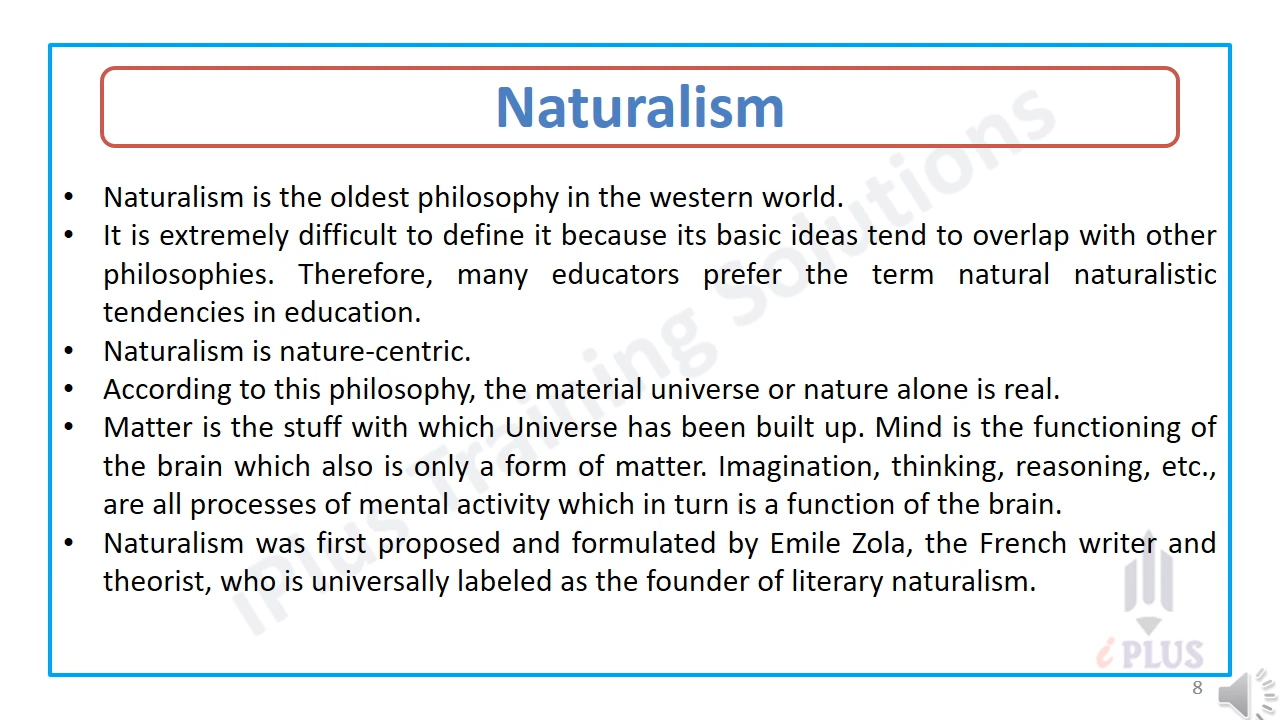 Naturalism
• Naturalism is the oldest philosophy in the western world.
• It is extremely difficult to define it because its basic ideas tend to overlap with other
philosophies. Therefore, many educators prefer the term natural naturalistic
tendencies in education.
• Naturalism is nature-centric.
• According to this philosophy, the material universe or nature alone is real.
• Matter is the stuff with which Universe has been built up. Mind is the functioning of
the brain which also is only a form of matter. Imagination, thinking, reasoning, etc.,
are all processes of mental activity which in turn is a function of the brain.
• Naturalism was first proposed and formulated by Emile Zola, the French writer and
theorist, who is universally labeled as the founder of literary naturalism.
iPlus Training Solutions
i PLUS
8